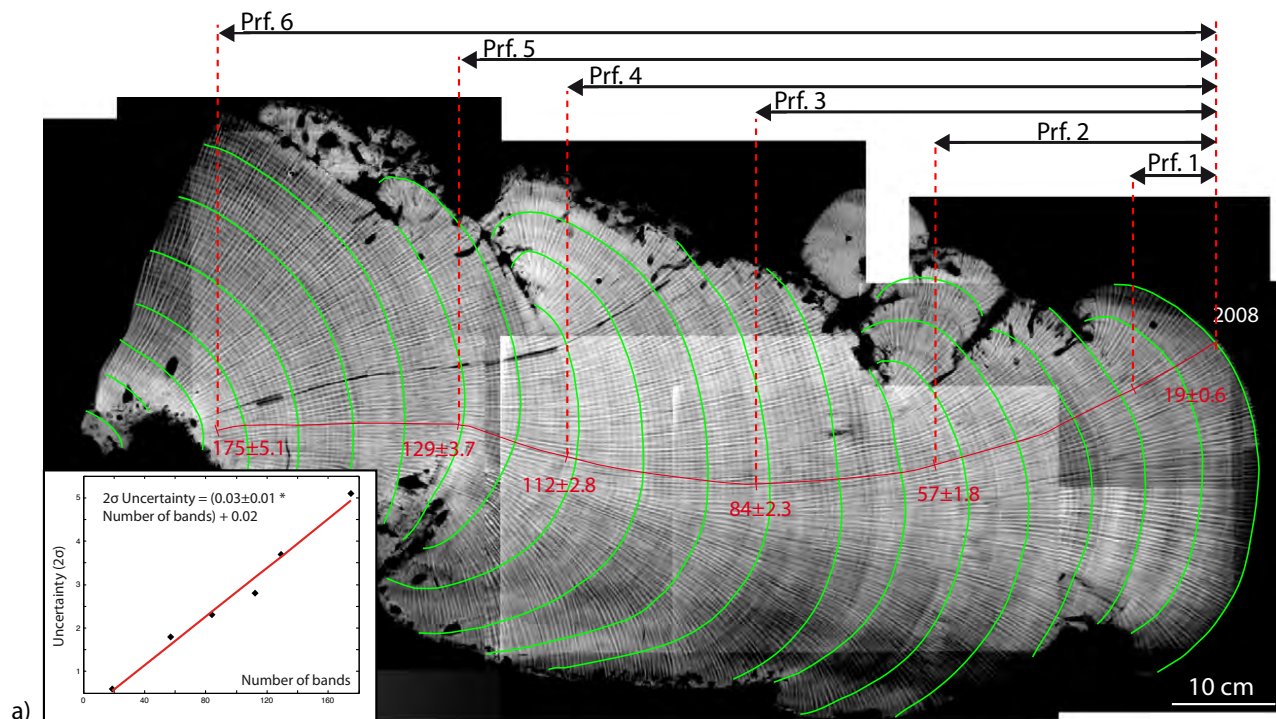 Prf. 6
Prf. 5
Prf. 4
Prf. 3
Prf. 2
Prf. 1
2008
19±0.6
175±5.1
129±3.7
112±2.8
84±2.3
57±1.8
2σ Uncertainty = (0.03±0.01 *
Number of bands) + 0.02
Uncertainty (2σ)
5
4
3
2
1
Number of bands
0
40
80
120
160
10 cm
a)